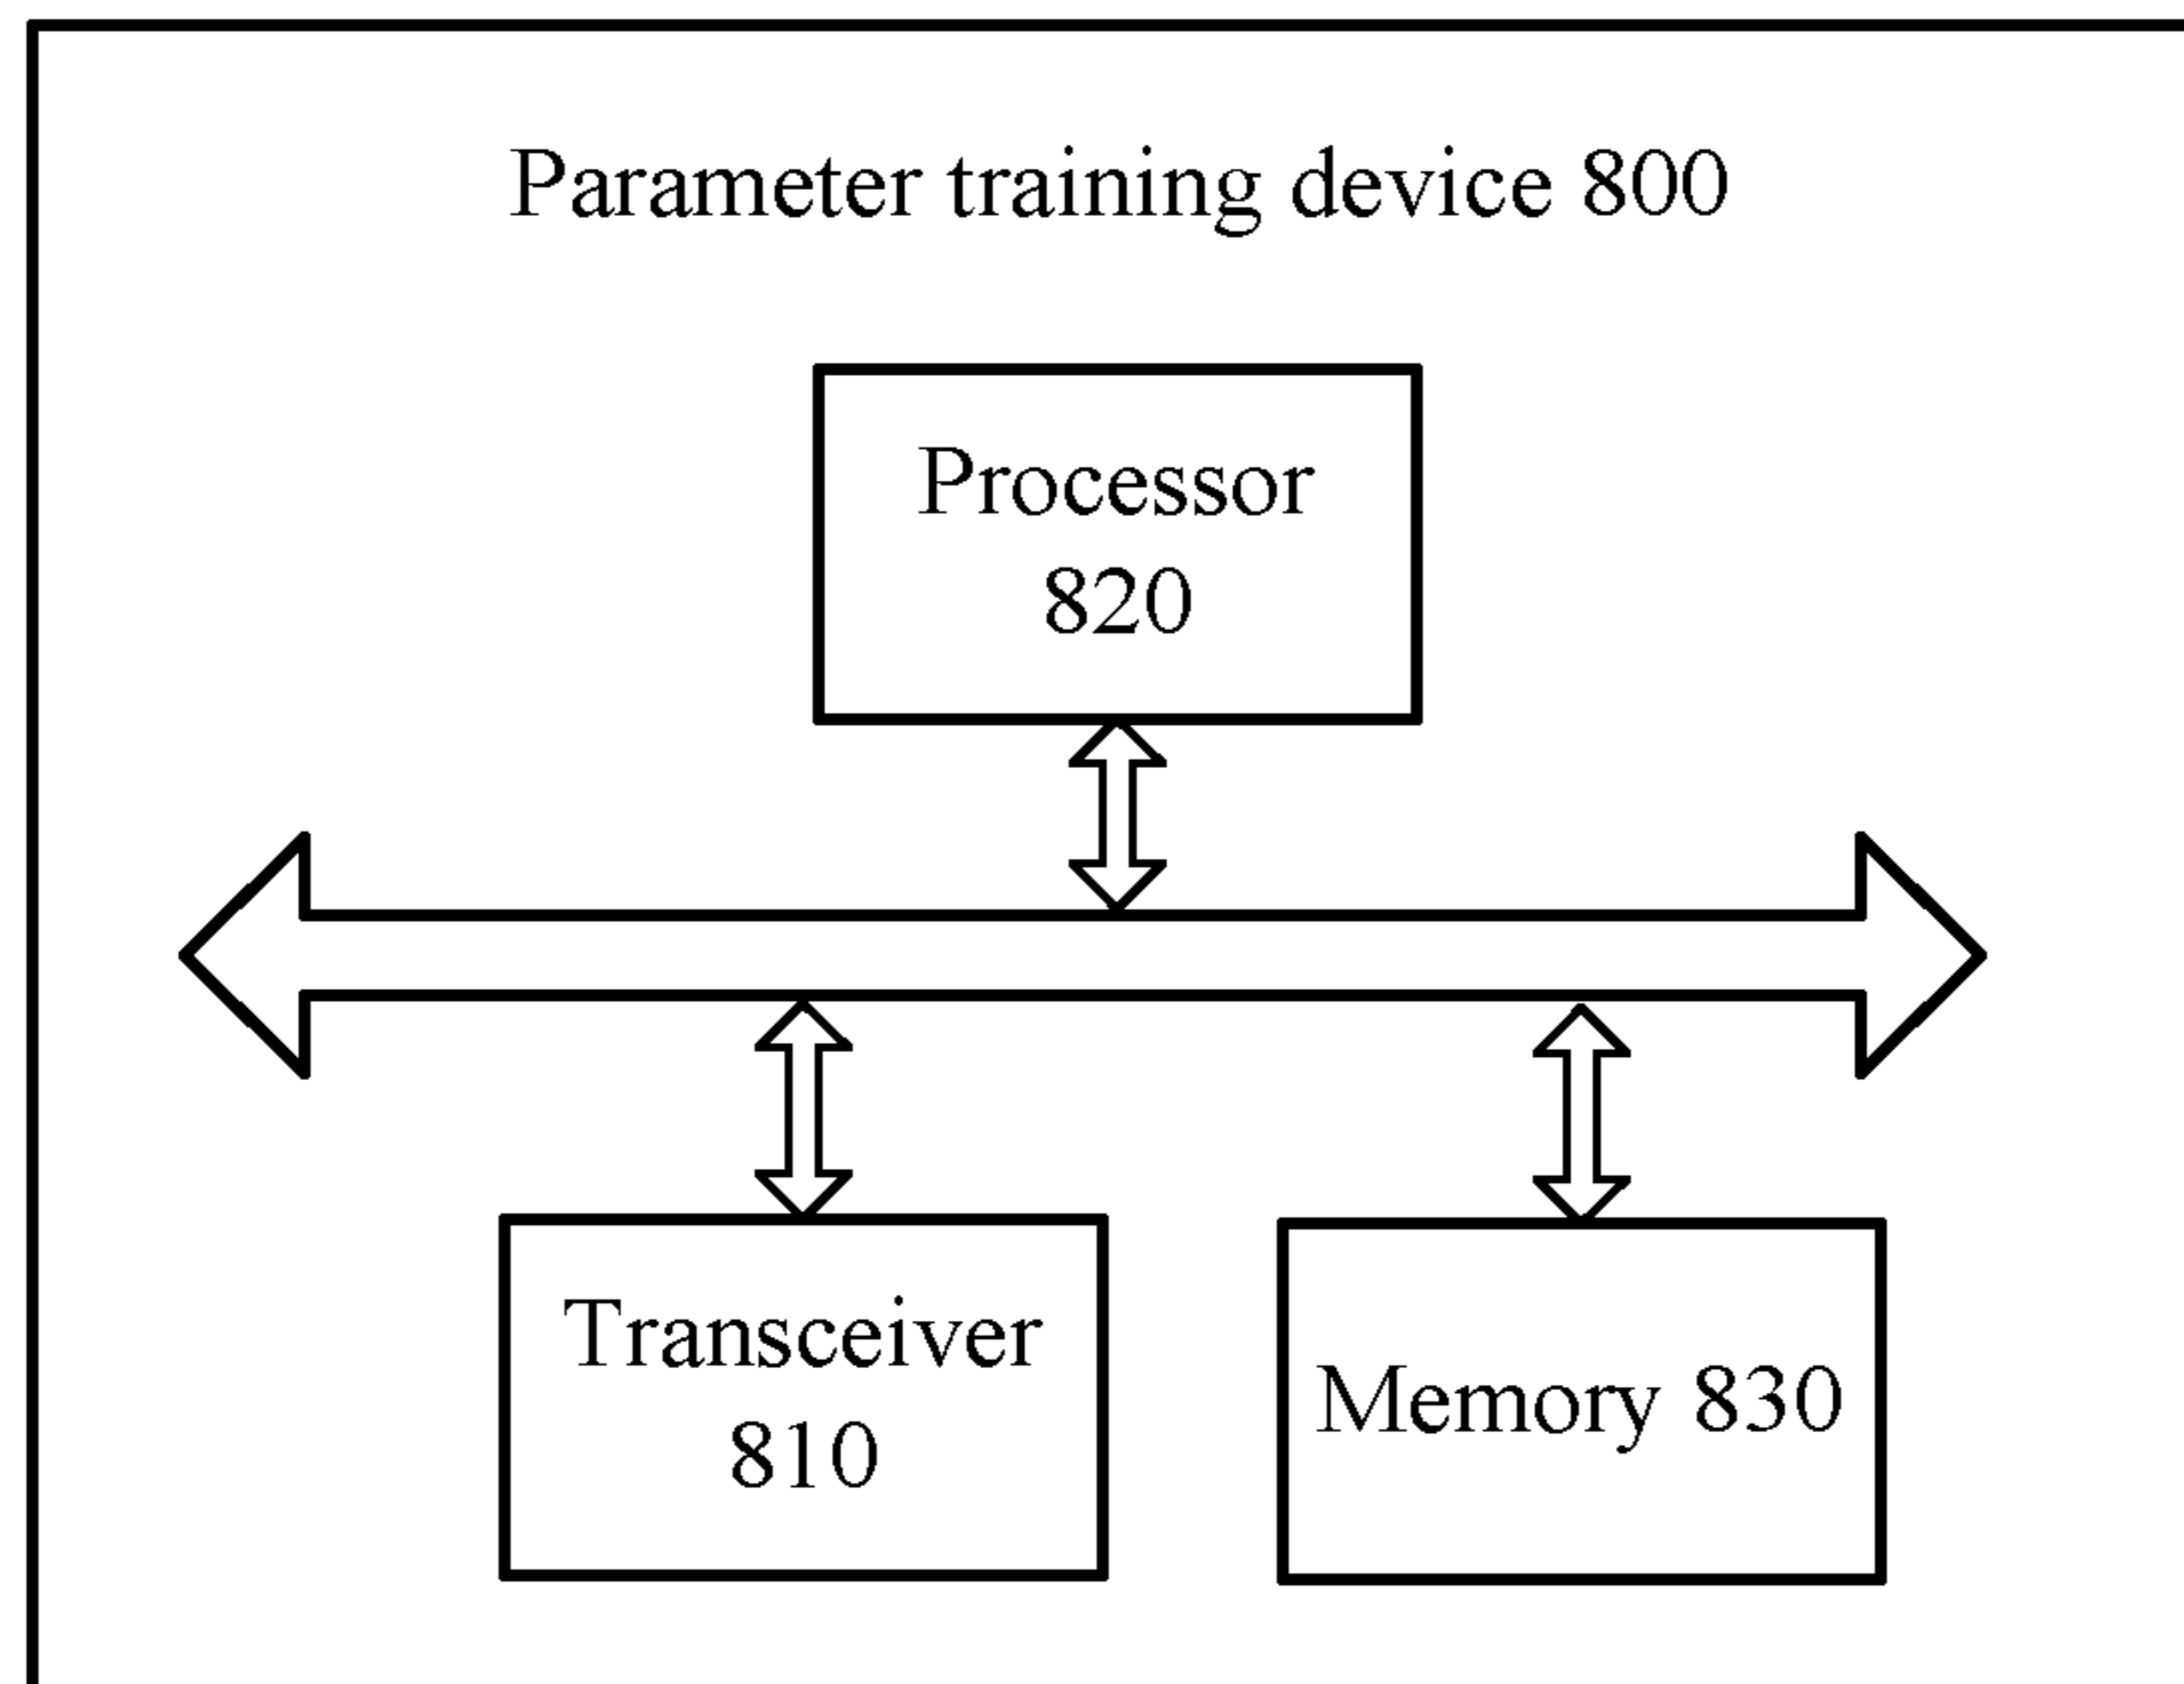 Parameter training device 800
Processor
820
Transceiver
810
Memory 830